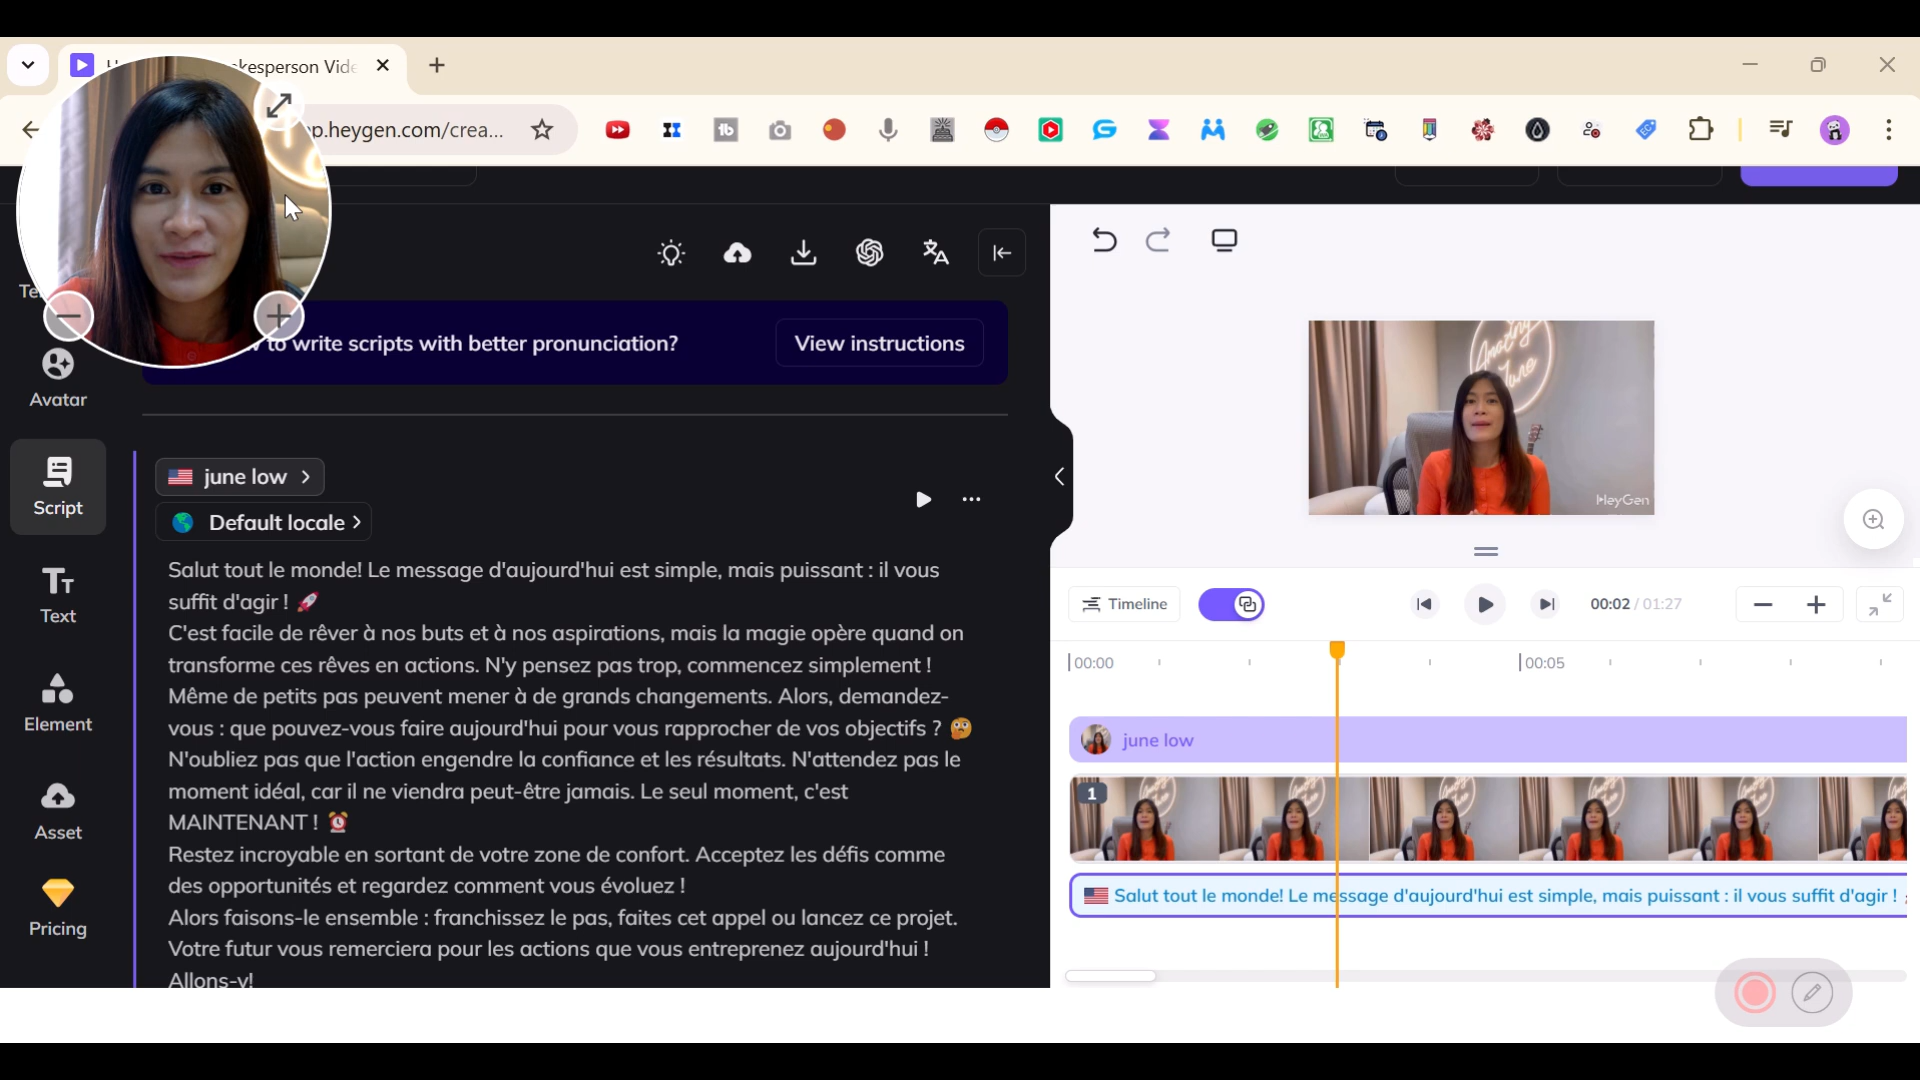 kesperson Vide
p.heygen.com/crea...
to write scripts with better pronunciation?
View instructions
Avatar
Script
Text
Element
Asset
Pricing
june low
Default locale
Salut tout le monde! Le message d'aujourd'hui est simple, mais puissant : il vous
suffit d'agir ! 🚀
C'est facile de rêver à nos buts et à nos aspirations, mais la magie opère quand on
transforme ces rêves en actions. N'y pensez pas trop, commencez simplement !
Même de petits pas peuvent mener à de grands changements. Alors, demandez-
vous : que pouvez-vous faire aujourd'hui pour vous rapprocher de vos objectifs ? 🤔
N'oubliez pas que l'action engendre la confiance et les résultats. N'attendez pas le
moment idéal, car il ne viendra peut-être jamais. Le seul moment, c'est
MAINTENANT ! ⏰
Restez incroyable en sortant de votre zone de confort. Acceptez les défis comme
des opportunités et regardez comment vous évoluez !
Alors faisons-le ensemble : franchissez le pas, faites cet appel ou lancez ce projet.
Votre futur vous remerciera pour les actions que vous entreprenez aujourd'hui !
Allons-y!
Amazing
June
HeyGen
Timeline
00:02 / 01:27
00:00
00:05
june low
1
Salut tout le monde! Le message d'aujourd'hui est simple, mais puissant : il vous suffit d'agir !